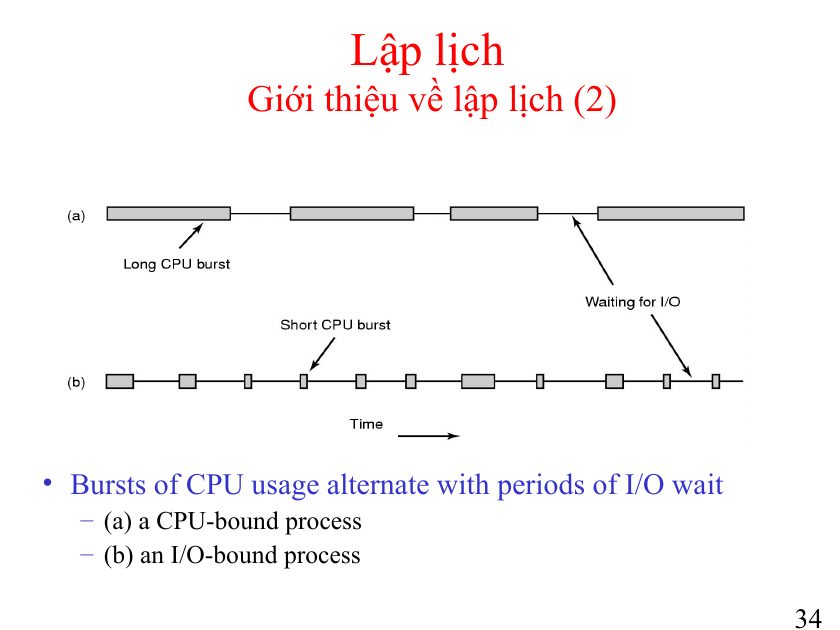 Lập lịch
Giới thiệu về lập lịch (2)
(a)
Long CPU burst
Waiting for I/O
Short CPU burst
(b)
Time
• Bursts of CPU usage alternate with periods of I/O wait
– (a) a CPU-bound process
– (b) an I/O-bound process
34